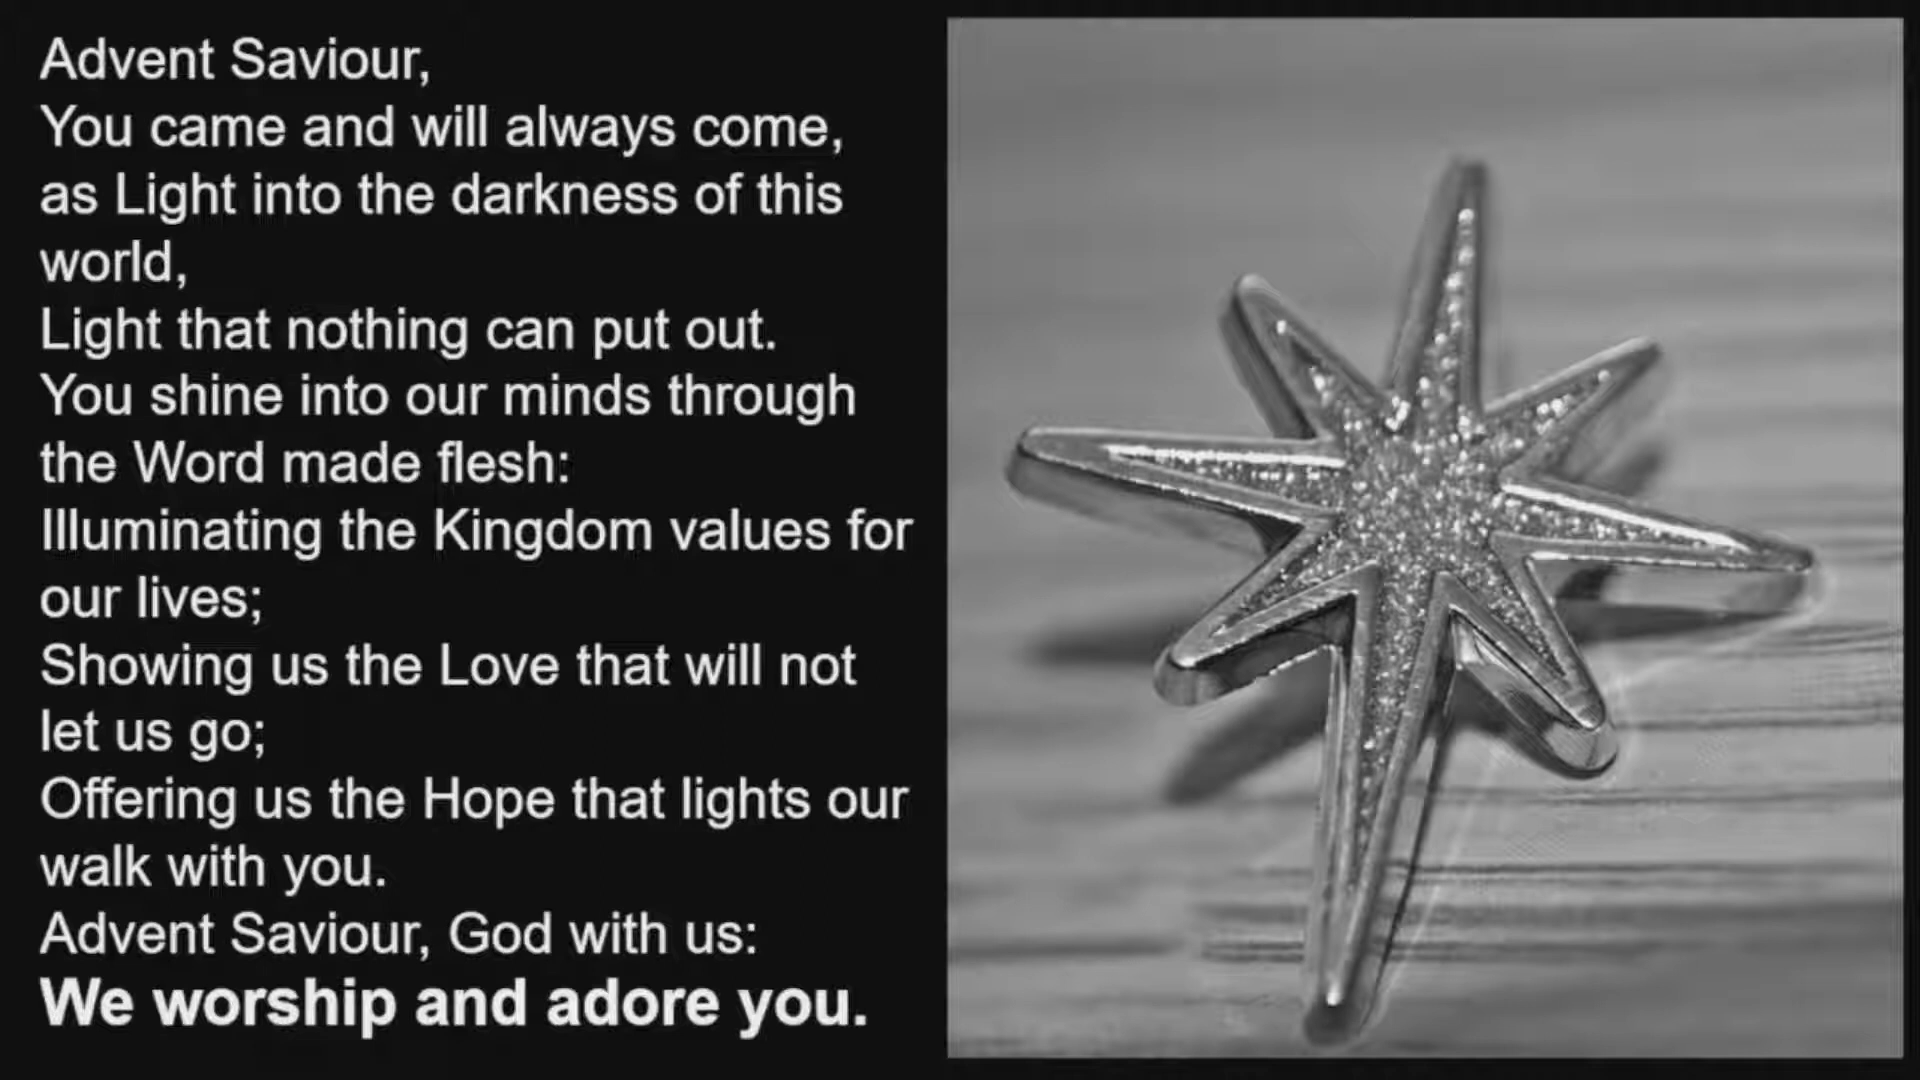 Advent Saviour,
You came and will always come,
as Light into the darkness of this
world,
Light that nothing can put out.
You shine into our minds through
the Word made flesh:
Illuminating the Kingdom values for
our lives;
Showing us the Love that will not
let us go;
Offering us the Hope that lights our
walk with you.
Advent Saviour, God with us:
We worship and adore you.